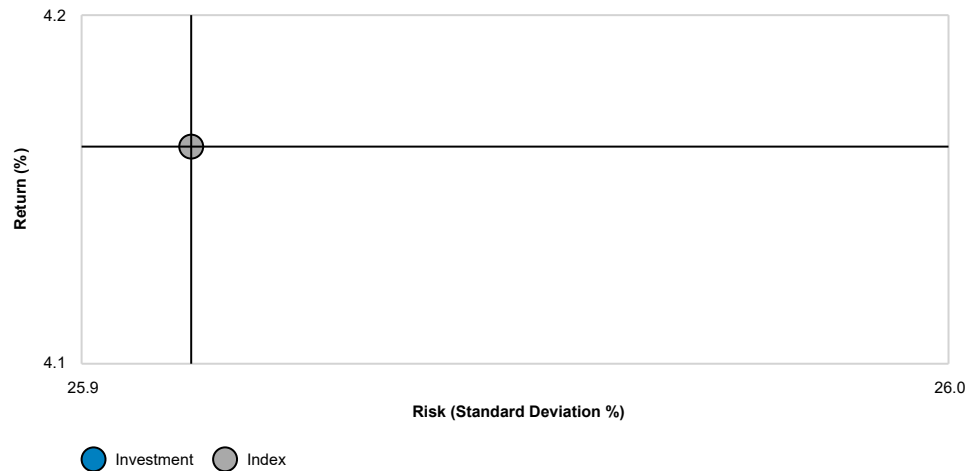 4.2
Return (%)
4.1
25.9
26.0
Risk (Standard Deviation %)
Investment
Index